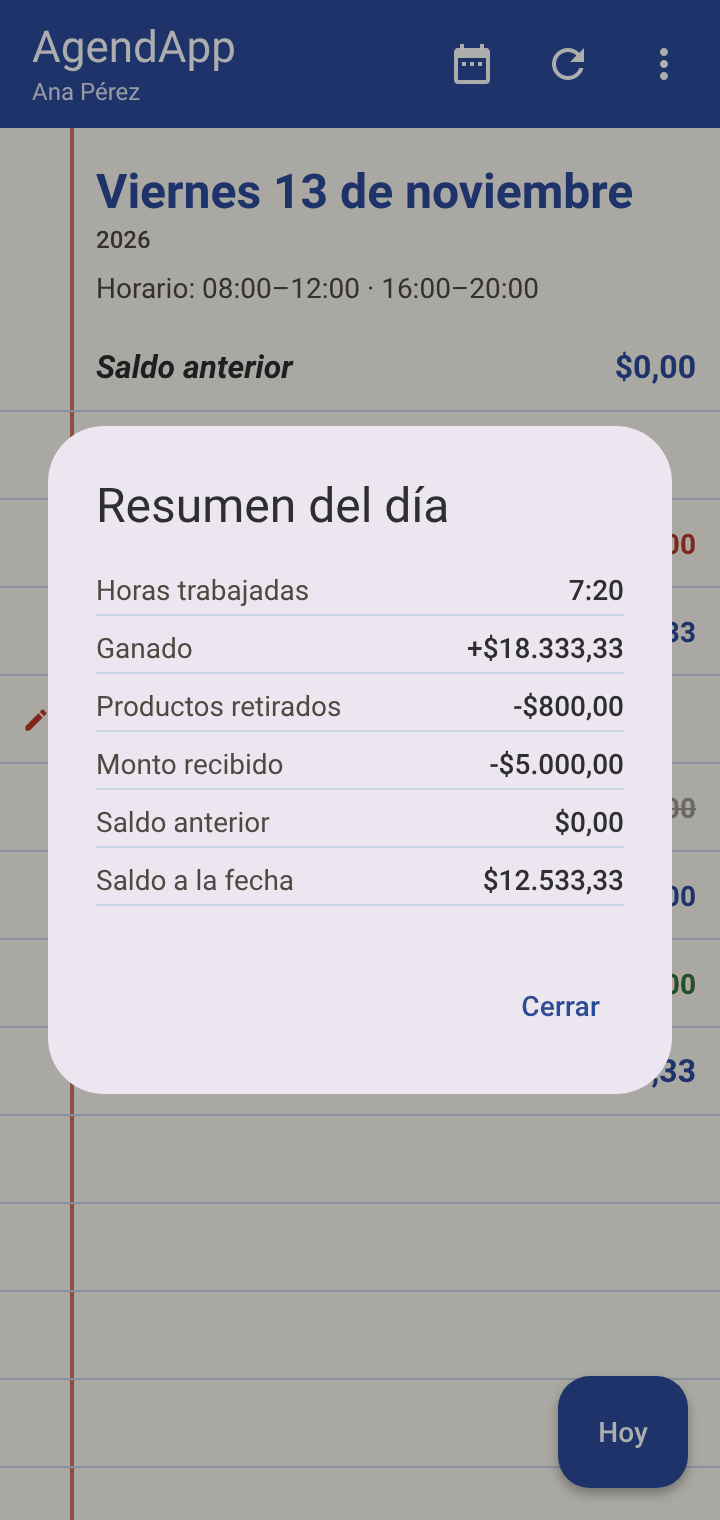 AgendApp
Ana Pérez
Viernes 13 de noviembre
2026
Horario: 08:00–12:00 · 16:00–20:00
Saldo anterior $0,00
Resumen del día
Horas trabajadas 7:20
Ganado +$18.333,33
Productos retirados -$800,00
Monto recibido -$5.000,00
Saldo anterior $0,00
Saldo a la fecha $12.533,33
Cerrar
Hoy